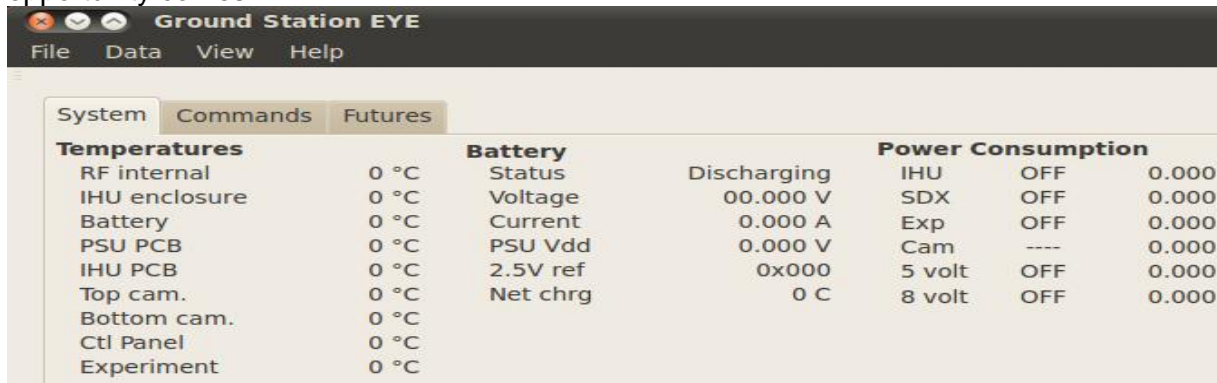 Ground Station EYE
File Data View Help
System Commands Futures
Temperatures Battery Power Consumption
RF internal 0 °C Status Discharging IHU OFF 0.000
IHU enclosure 0 °C Voltage 00.000 V SDX OFF 0.000
Battery 0 °C Current 0.000 A Exp OFF 0.000
PSU PCB 0 °C PSU Vdd 0.000 V Cam ---- 0.000
IHU PCB 0 °C 2.5V ref 0x000 5 volt OFF 0.000
Top cam. 0 °C Net chrg 0 C 8 volt OFF 0.000
Bottom cam. 0 °C
Ctl Panel 0 °C
Experiment 0 °C